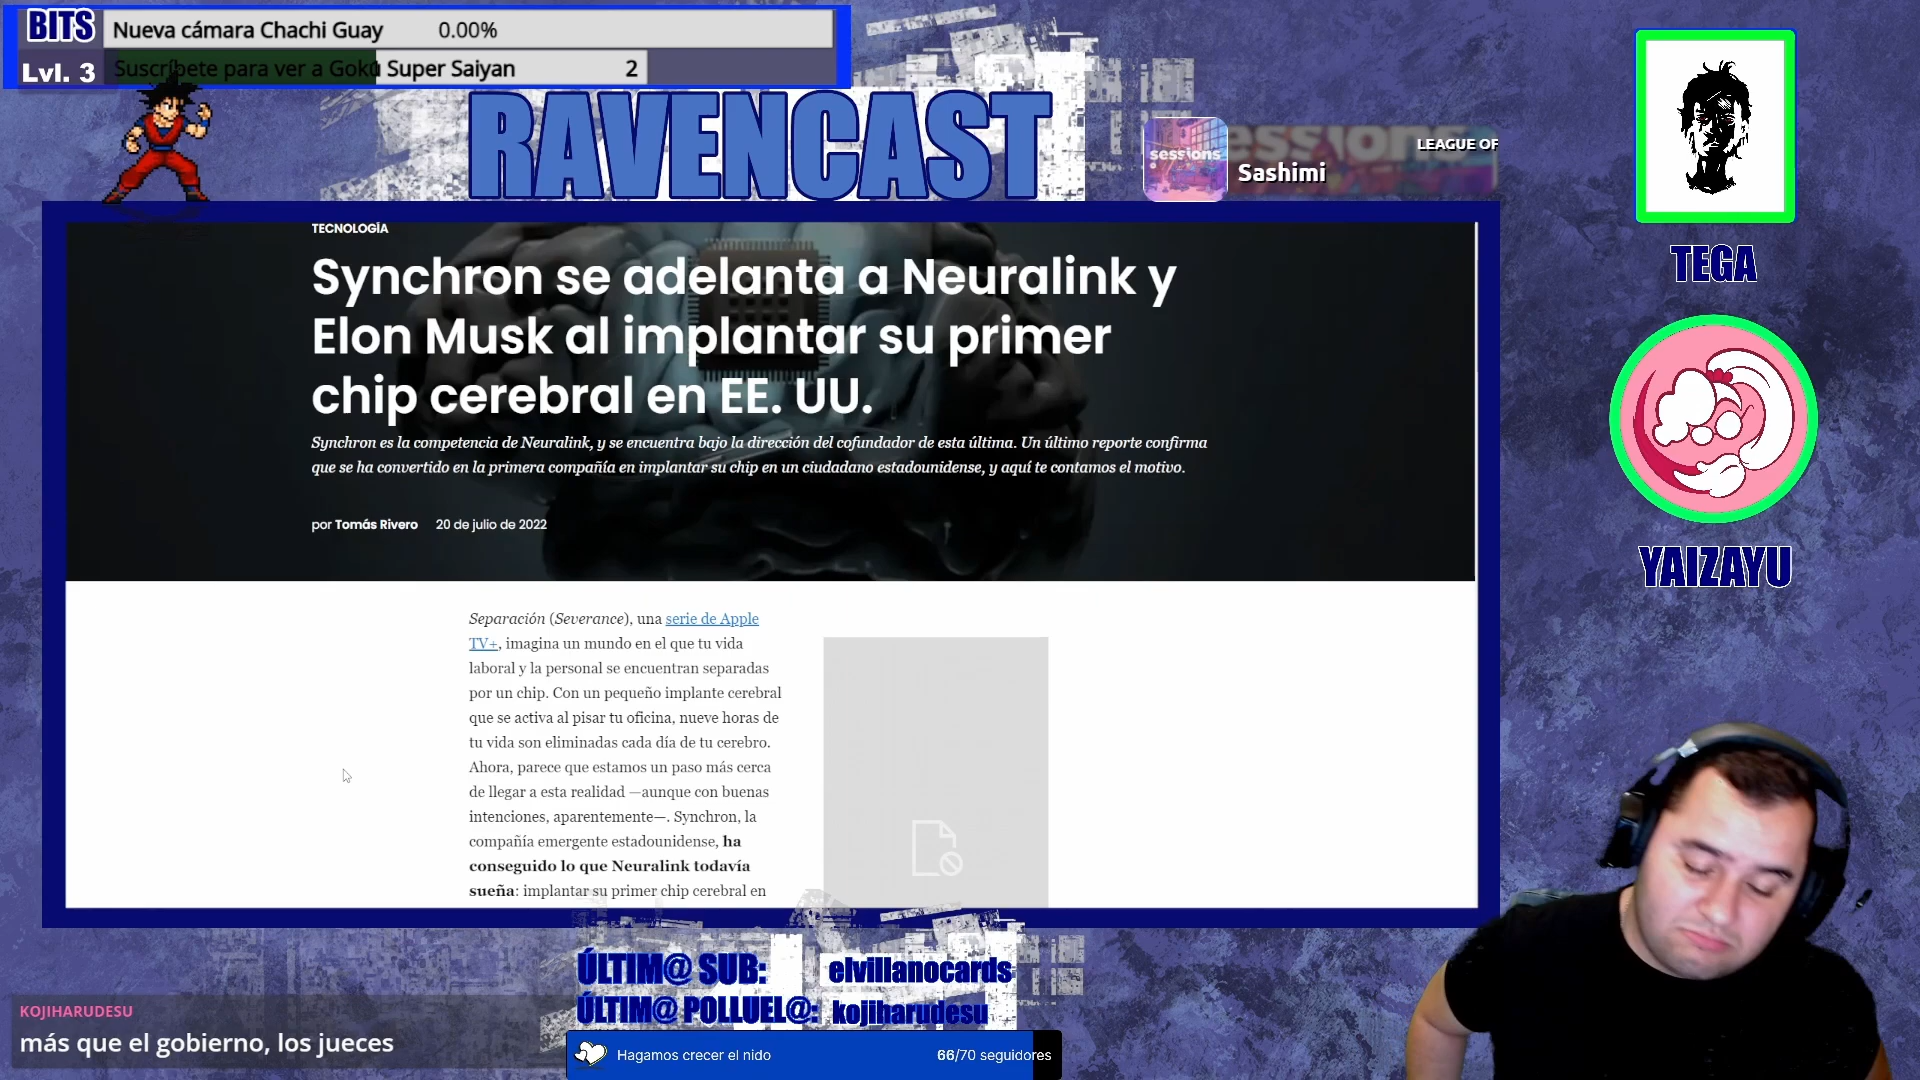 BITS
Nueva cámara Chachi Guay 0.00%
Lvl. 3
Suscríbete para ver a Gokú Super Saiyan 2
RAVENCAST
sessions
Sashimi
LEAGUE OF
TEGA
YAIZAYU
TECNOLOGÍA
Synchron se adelanta a Neuralink y
Elon Musk al implantar su primer
chip cerebral en EE. UU.
Synchron es la competencia de Neuralink, y se encuentra bajo la dirección del cofundador de esta última. Un último reporte confirma
que se ha convertido en la primera compañía en implantar su chip en un ciudadano estadounidense, y aquí te contamos el motivo.
por Tomás Rivero 20 de julio de 2022
Separación (Severance), una serie de Apple
TV+, imagina un mundo en el que tu vida
laboral y la personal se encuentran separadas
por un chip. Con un pequeño implante cerebral
que se activa al pisar tu oficina, nueve horas de
tu vida son eliminadas cada día de tu cerebro.
Ahora, parece que estamos un paso más cerca
de llegar a esta realidad —aunque con buenas
intenciones, aparentemente—. Synchron, la
compañía emergente estadounidense, ha
conseguido lo que Neuralink todavía
sueña: implantar su primer chip cerebral en
ÚLTIM@ SUB: elvillanocards
ÚLTIM@ POLLUEL@: kojiharudesu
KOJIHARUDESU
más que el gobierno, los jueces
Hagamos crecer el nido 66/70 seguidores